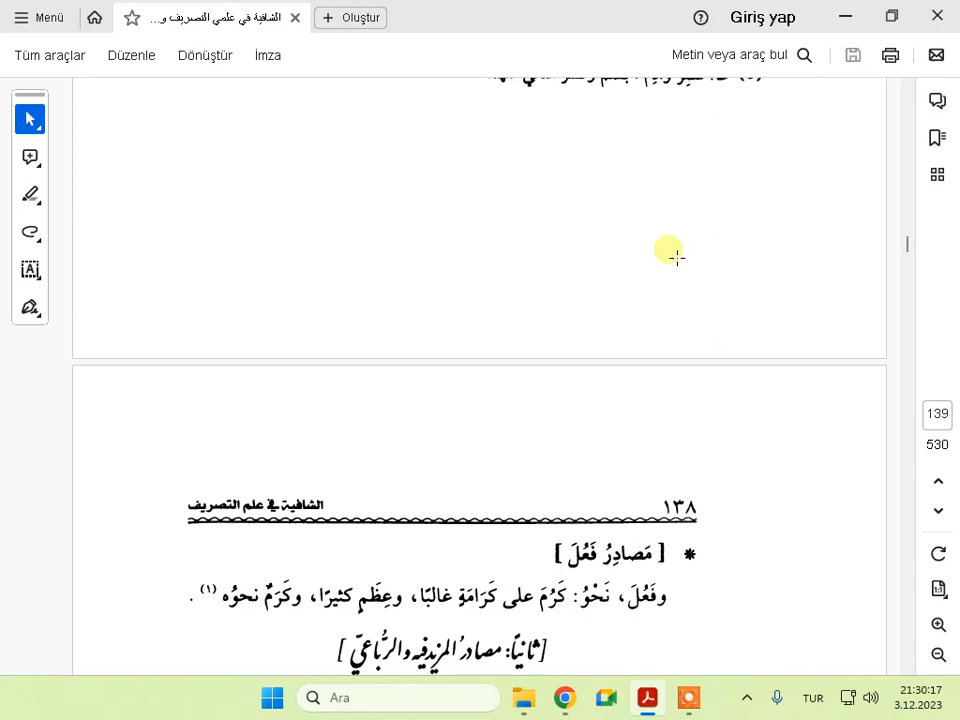 Menü
الشافية في علمي التصريف و...
Oluştur
Giriş yap
Tüm araçlar
Düzenle
Dönüştür
İmza
Metin veya araç bul
139
530
الشافية في علم التصريف
١٣٨
* [ مَصادِرُ فَعُلَ ]
وفَعُلَ، نَحْوُ: كَرُمَ على كَرَامَةٍ غالبًا، وعِظَمٍ كثيرًا، وكَرَمٌ نحوُه (١) .
[ثانيًا: مصادرُ المزيد فيه والرُّباعيّ]
Ara
TUR
21:30:17
3.12.2023